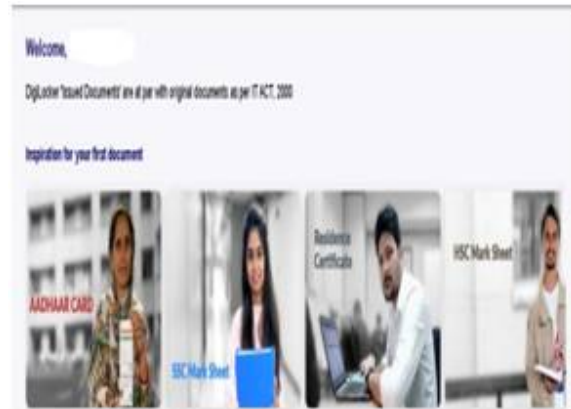 Welcome,
DigiLocker 'Issued Documents' are at par with original documents as per IT ACT, 2000
Inspiration for your first document
AADHAAR CARD
SSC Mark Sheet
Residence
Certificate
HSC Mark Sheet